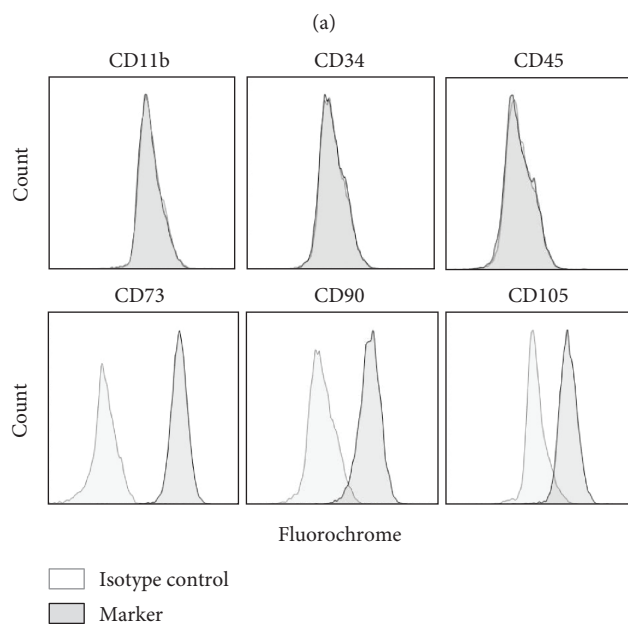 (a)
CD11b
CD34
CD45
Count
CD73
CD90
CD105
Count
Fluorochrome
Isotype control
Marker